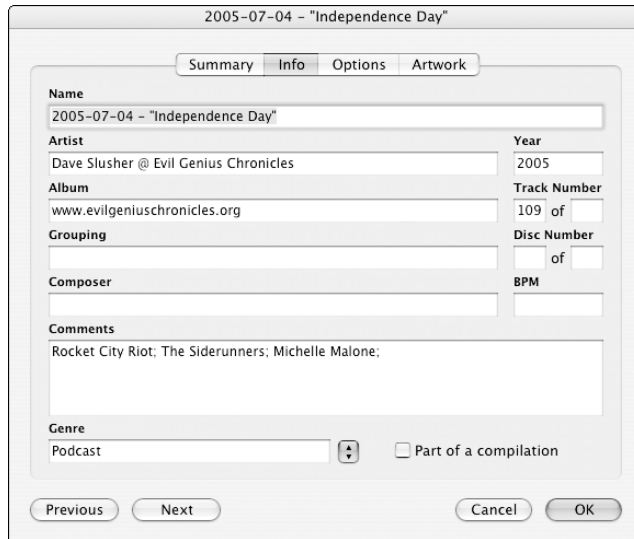 2005-07-04 – "Independence Day"
Summary Info Options Artwork
Name
2005-07-04 – "Independence Day"
Artist Year
Dave Slusher @ Evil Genius Chronicles 2005
Album Track Number
www.evilgeniuschronicles.org 109 of
Grouping Disc Number
of
Composer BPM
Comments
Rocket City Riot; The Siderunners; Michelle Malone;
Genre
Podcast Part of a compilation
Previous Next Cancel OK